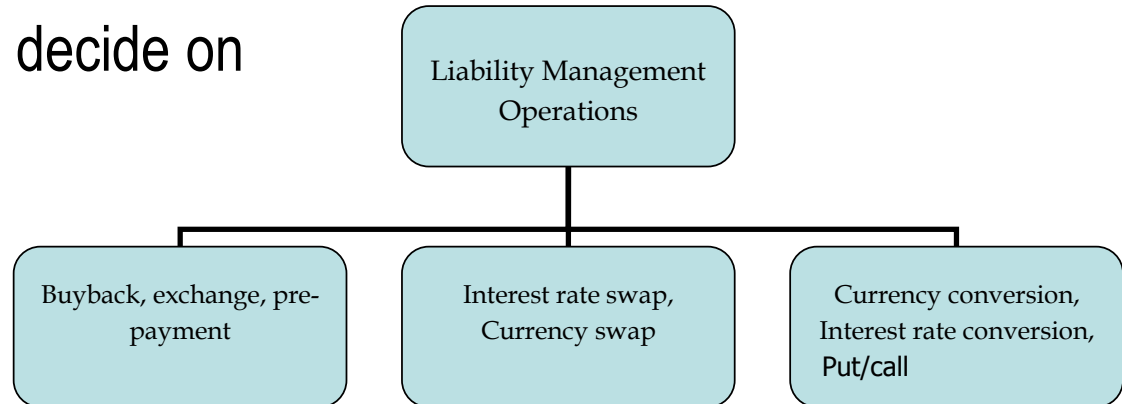 decide on
Liability Management
Operations
Buyback, exchange, pre-
payment
Interest rate swap,
Currency swap
Currency conversion,
Interest rate conversion,
Put/call